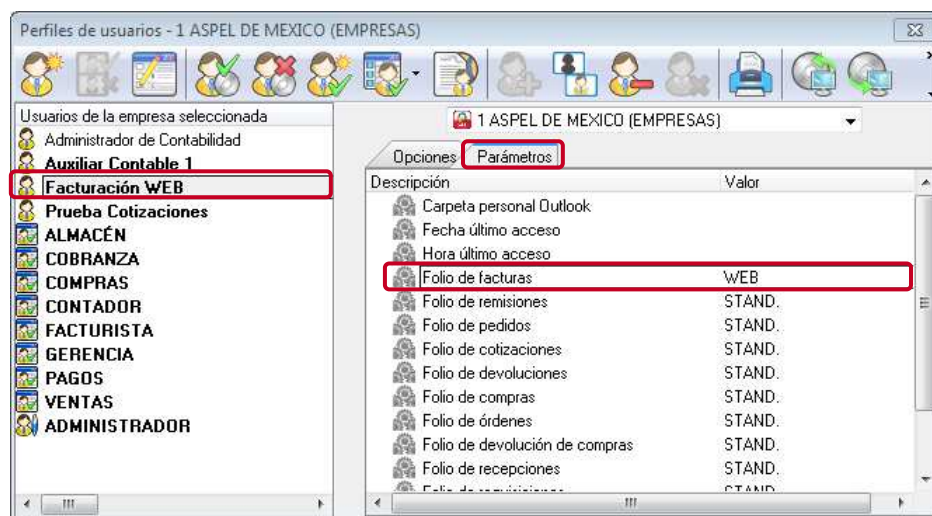 Perfiles de usuarios - 1 ASPEL DE MEXICO (EMPRESAS)
Usuarios de la empresa seleccionada
Administrador de Contabilidad
Auxiliar Contable 1
Facturación WEB
Prueba Cotizaciones
ALMACÉN
COBRANZA
COMPRAS
CONTADOR
FACTURISTA
GERENCIA
PAGOS
VENTAS
ADMINISTRADOR
1 ASPEL DE MEXICO (EMPRESAS)
Opciones Parámetros
Descripción Valor
Carpeta personal Outlook
Fecha último acceso
Hora último acceso
Folio de facturas WEB
Folio de remisiones STAND.
Folio de pedidos STAND.
Folio de cotizaciones STAND.
Folio de devoluciones STAND.
Folio de compras STAND.
Folio de órdenes STAND.
Folio de devolución de compras STAND.
Folio de recepciones STAND.
Folio de requisiciones STAND.